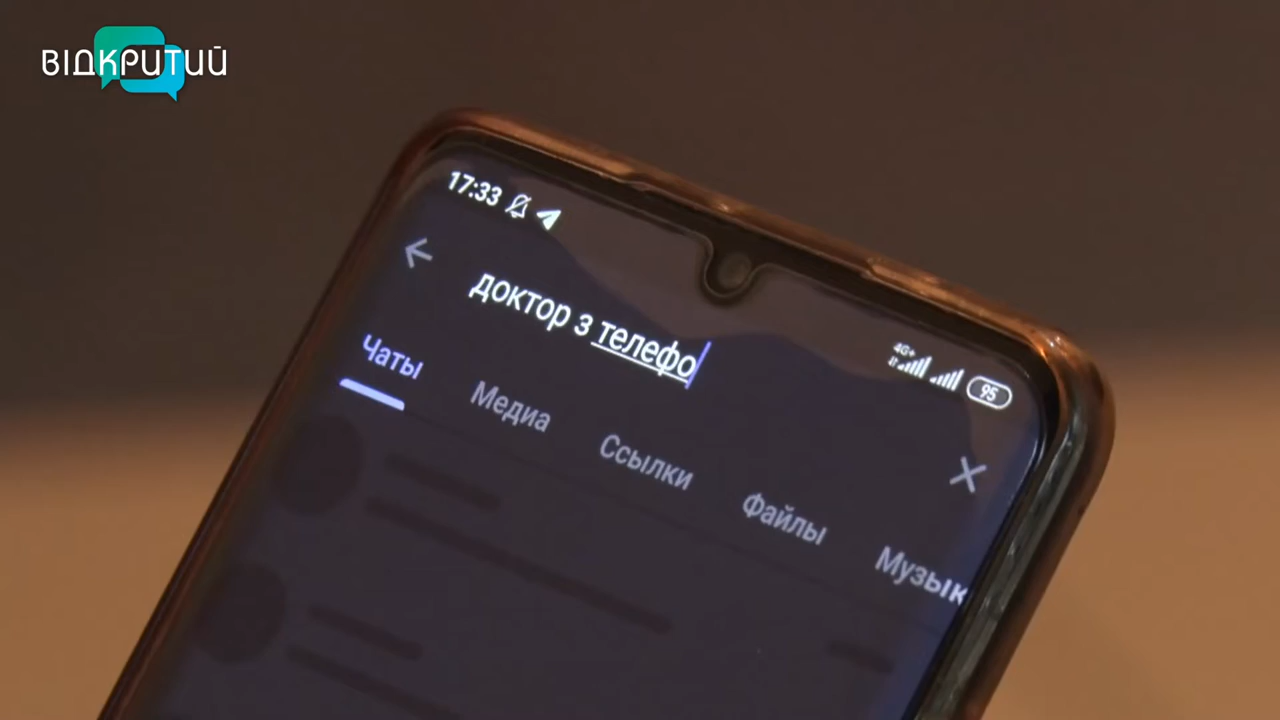 ВІДКРИТИЙ
17:33
4G+
95
доктор з телефо
Чаты Медиа Ссылки Файлы Музык